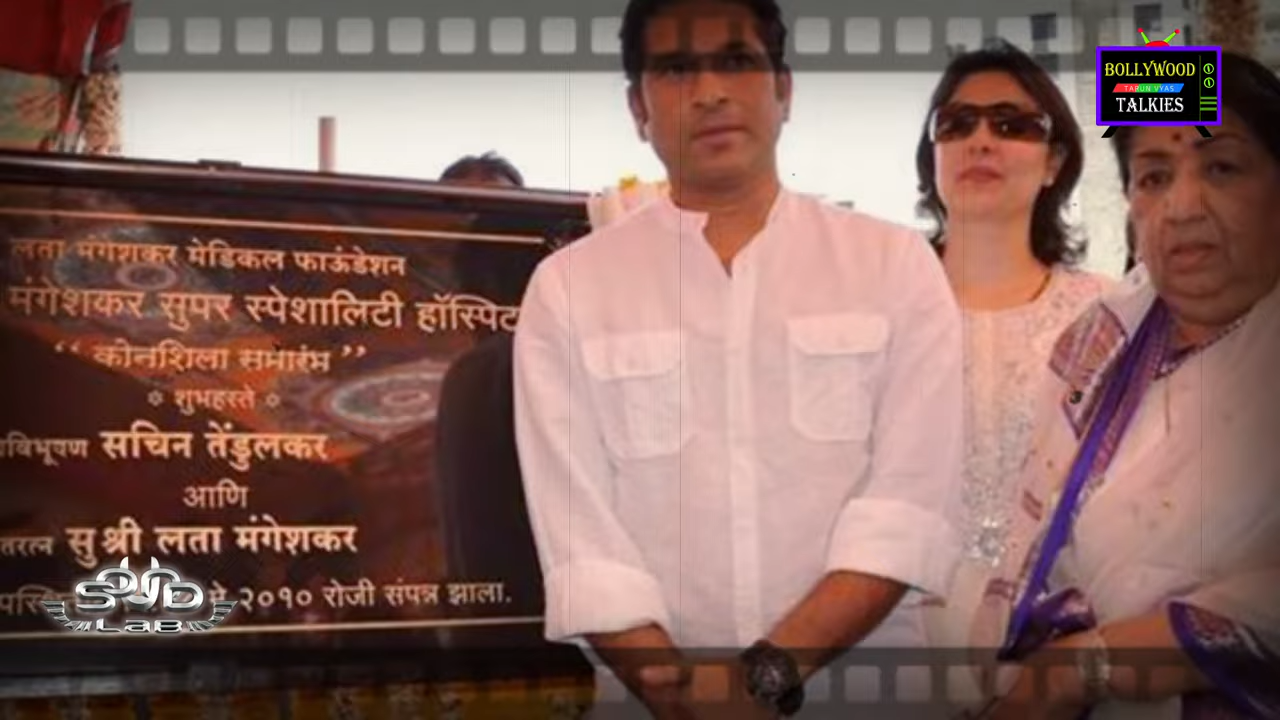 लता मंगेशकर मेडिकल फाऊंडेशन
मंगेशकर सुपर स्पेशालिटी हॉस्पिट
“ कोनशिला समारंभ ”
शुभहस्ते
सचिन तेंडुलकर
आणि
सुश्री लता मंगेशकर
२०१० रोजी संपन्न झाला.
BOLLYWOOD
TARUN VYAS
TALKIES
LAB